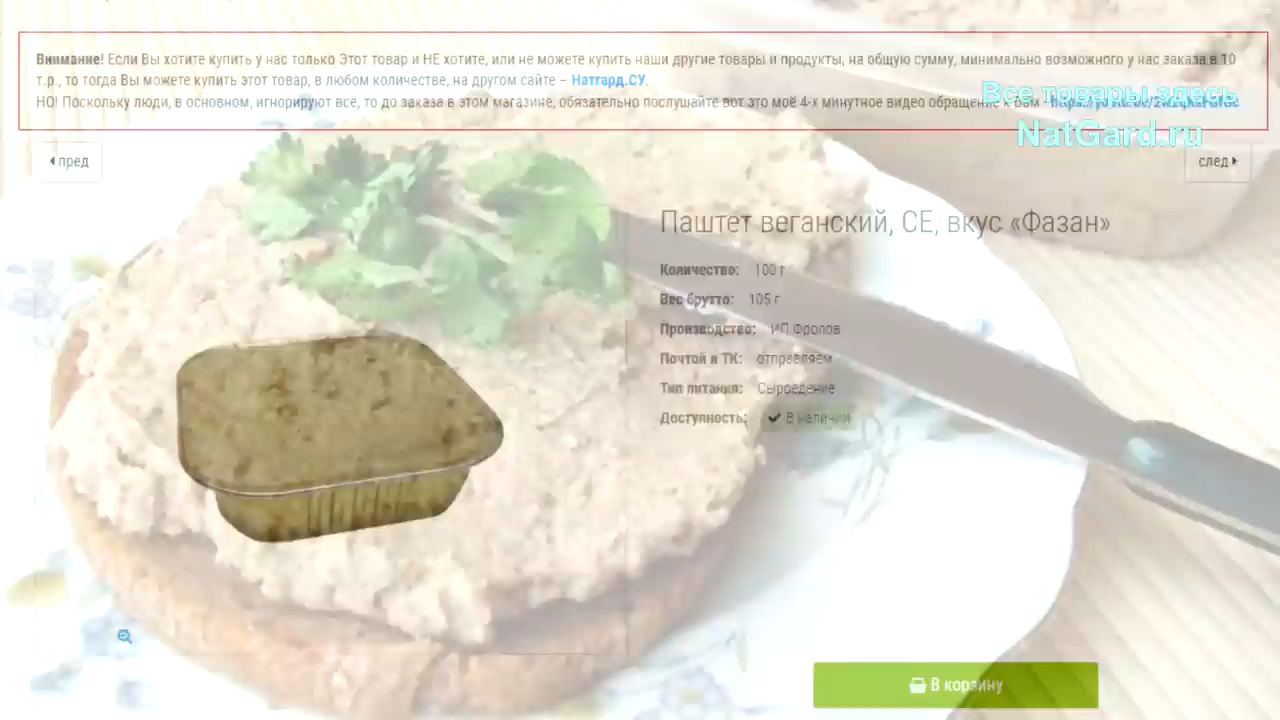 Внимание! Если Вы хотите купить у нас только Этот товар и НЕ хотите, или не можете купить наши другие товары и продукты, на общую сумму, минимально возможного у нас заказа в 10
т.р., то тогда Вы можете купить этот товар, в любом количестве, на другом сайте – Натгард.СУ.
НО! Поскольку люди, в основном, игнорируют всё, то до заказа в этом магазине, обязательно послушайте вот это моё 4-х минутное видео обращение к Вам -
Все товары здесь
NatGard.ru
пред
след
Паштет веганский, СЕ, вкус «Фазан»
Количество: 100 г
Вес брутто: 105 г
Производство: ИП Фролов
Почтой и ТК: отправляем
Тип питания: Сыроедение
Доступность: В наличии
В корзину